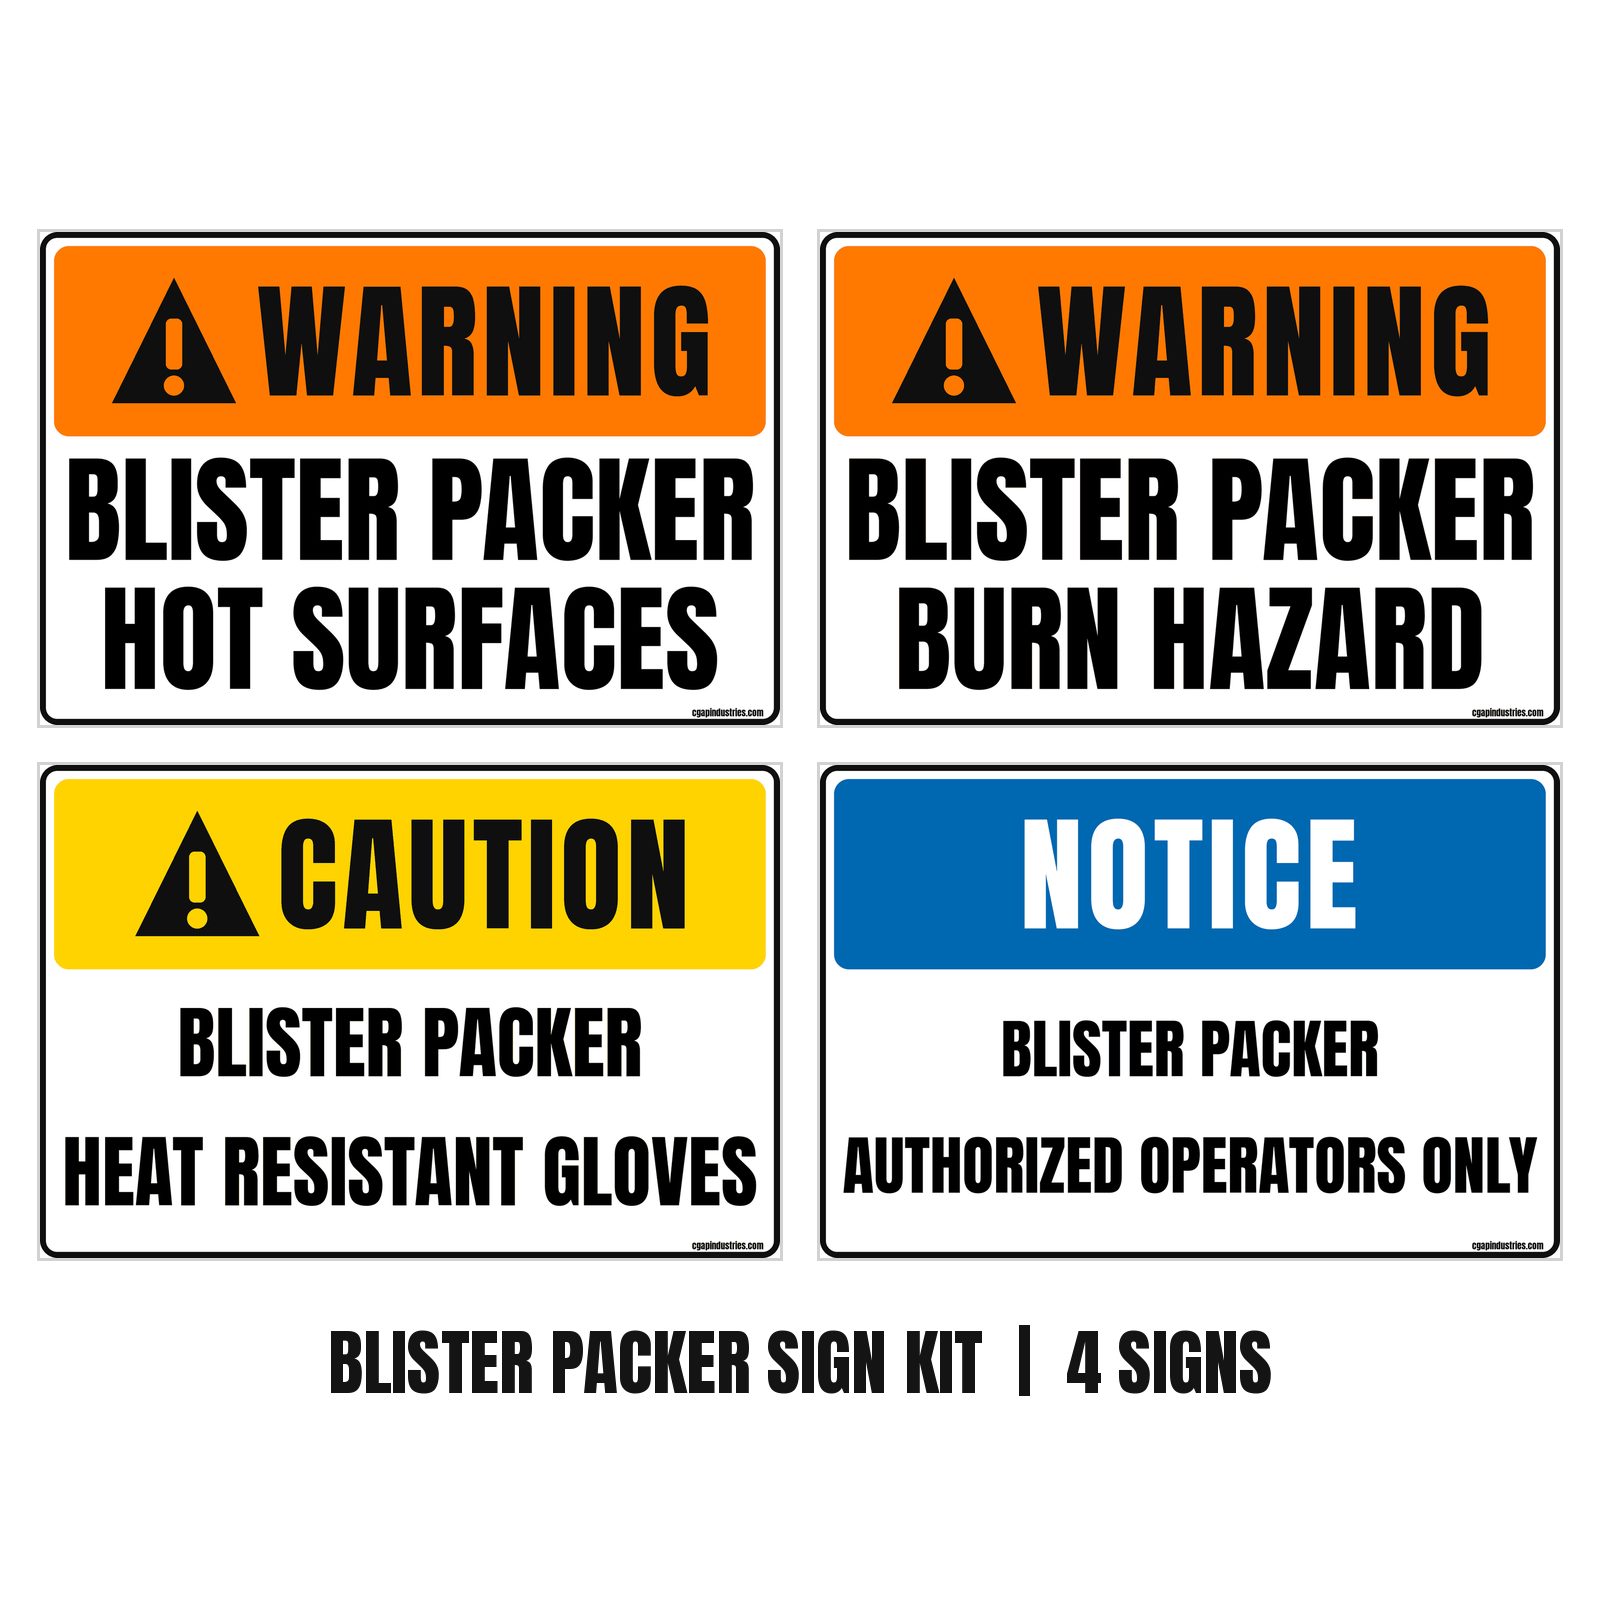 WARNING
BLISTER PACKER
HOT SURFACES
cgapindustries.com
WARNING
BLISTER PACKER
BURN HAZARD
cgapindustries.com
CAUTION
BLISTER PACKER
HEAT RESISTANT GLOVES
cgapindustries.com
NOTICE
BLISTER PACKER
AUTHORIZED OPERATORS ONLY
cgapindustries.com
BLISTER PACKER SIGN KIT | 4 SIGNS